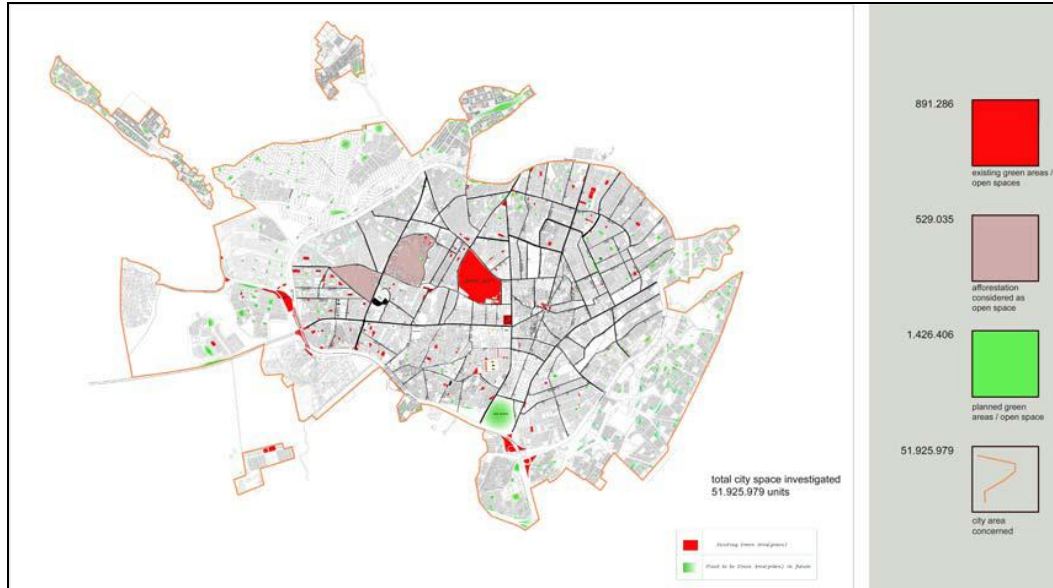 891.286
existing green areas /
open spaces
529.035
afforestation
considered as
open space
1.426.406
planned green
areas / open space
51.925.979
city area
concerned
total city space investigated
51.925.979 units